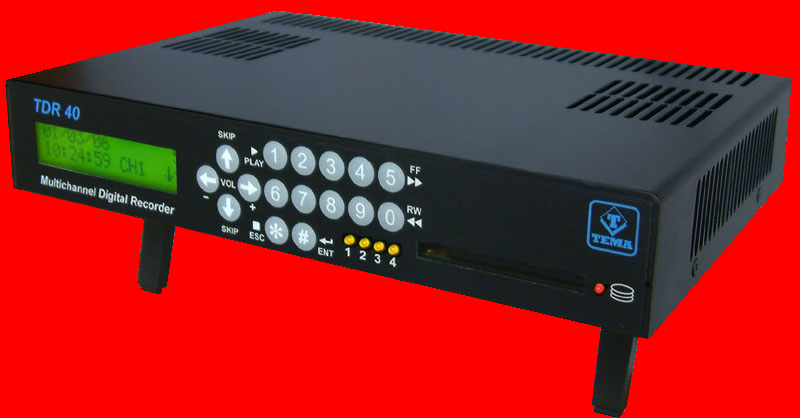 TDR 40
01/03/06
10:24:59 CH1
Multichannel Digital Recorder
SKIP
PLAY
VOL
-
+
SKIP
ESC
1 2 3 4 5
6 7 8 9 0
* #
FF
RW
ENT
1 2 3 4
T
TEMA